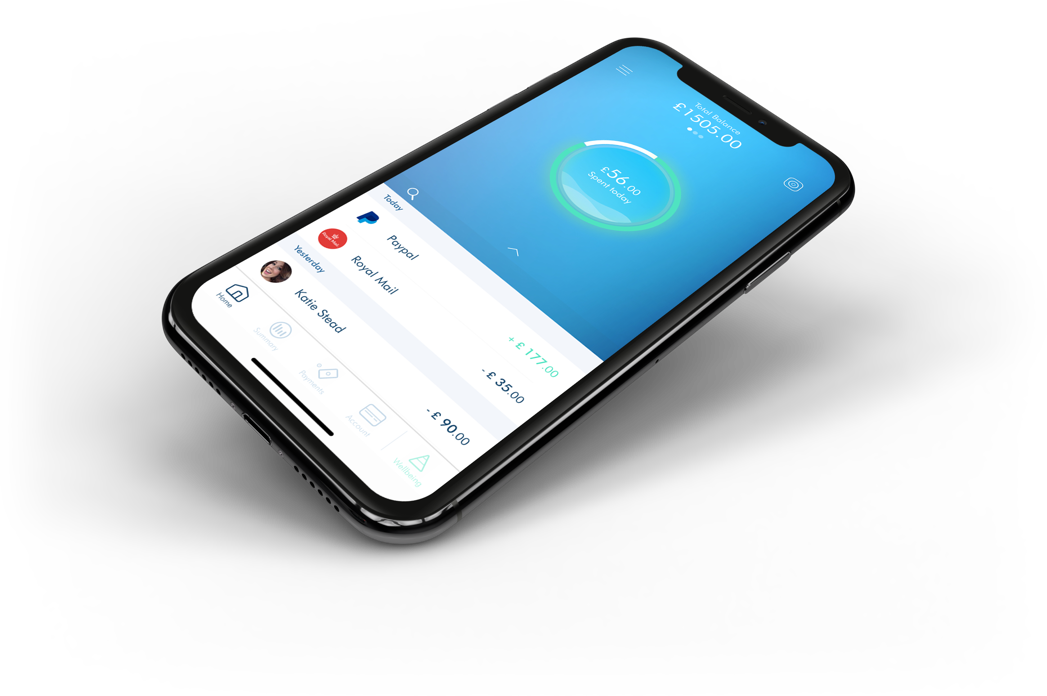 Total Balance
£1505.00
£56.00
Spent today
Today
Paypal
+ £ 177.00
Royal Mail
- £ 35.00
Yesterday
Katie Stead
- £ 90.00
Home
Summary
Payments
Account
Wellbeing